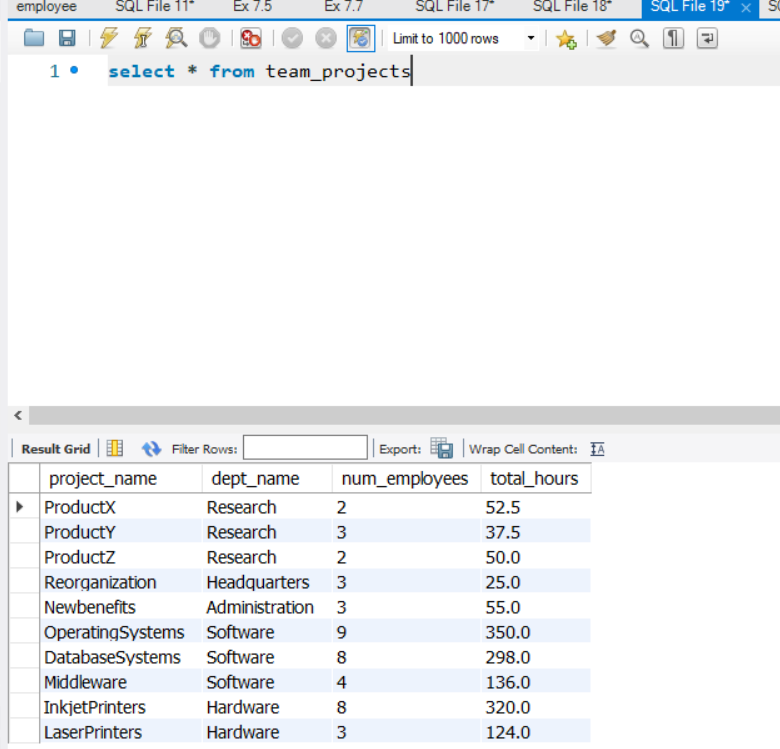 employee SQL File 11* Ex 7.5 Ex 7.7 SQL File 17* SQL File 18* SQL File 19* ×
Limit to 1000 rows
1 select * from team_projects
Result Grid Filter Rows: Export: Wrap Cell Content:
project_name dept_name num_employees total_hours
ProductX Research 2 52.5
ProductY Research 3 37.5
ProductZ Research 2 50.0
Reorganization Headquarters 3 25.0
Newbenefits Administration 3 55.0
OperatingSystems Software 9 350.0
DatabaseSystems Software 8 298.0
Middleware Software 4 136.0
InkjetPrinters Hardware 8 320.0
LaserPrinters Hardware 3 124.0